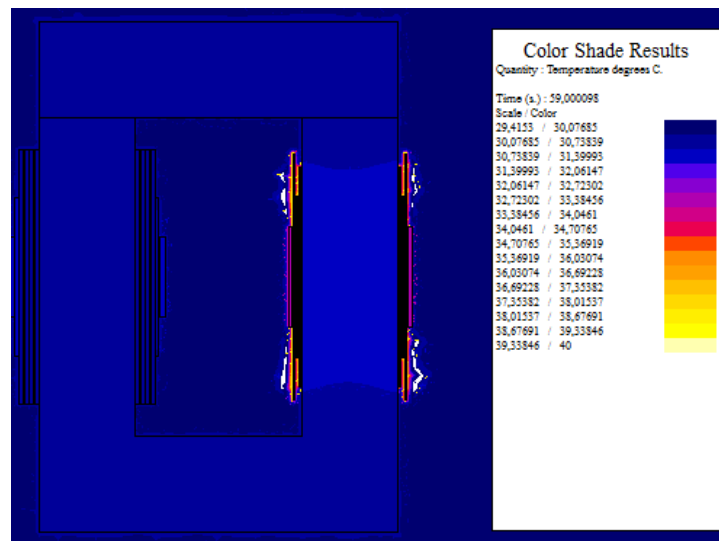 Color Shade Results
Quantity : Temperature degrees C.
Time (s.) : 59,000098
Scale / Color
29,4153 / 30,07685
30,07685 / 30,73839
30,73839 / 31,39993
31,39993 / 32,06147
32,06147 / 32,72302
32,72302 / 33,38456
33,38456 / 34,0461
34,0461 / 34,70765
34,70765 / 35,36919
35,36919 / 36,03074
36,03074 / 36,69228
36,69228 / 37,35382
37,35382 / 38,01537
38,01537 / 38,67691
38,67691 / 39,33846
39,33846 / 40